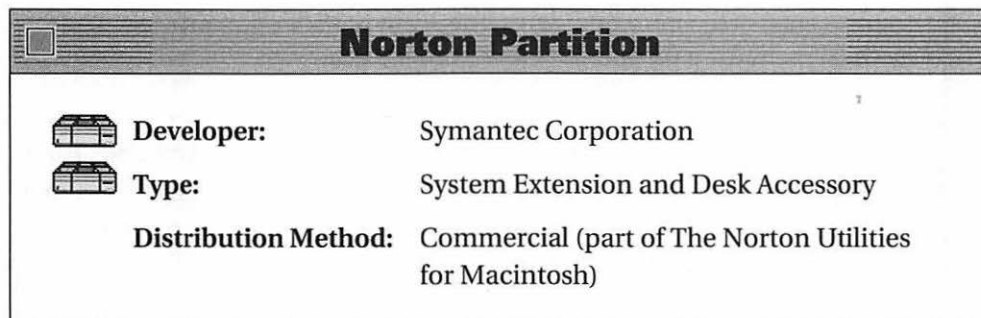 Norton Partition
Developer: Symantec Corporation
Type: System Extension and Desk Accessory
Distribution Method: Commercial (part of The Norton Utilities
for Macintosh)